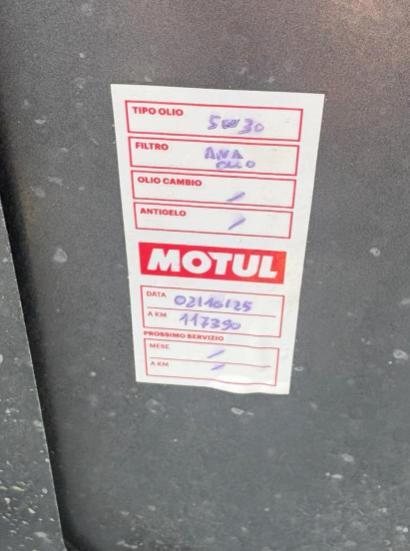 TIPO OLIO 5W30
FILTRO ARIA
OLIO
OLIO CAMBIO /
ANTIGELO /
MOTUL
DATA 02/10/25
A KM 117390
PROSSIMO SERVIZIO
MESE /
A KM /